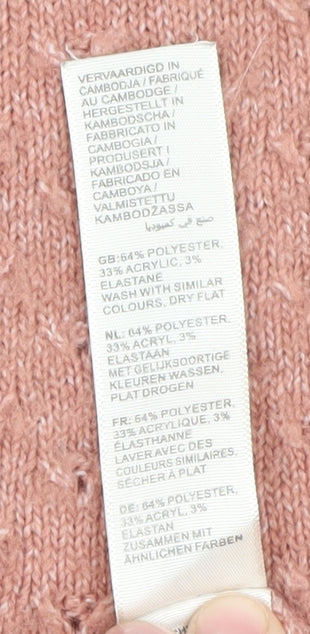 VERVAARDIGD IN
CAMBODJA / FABRIQUÉ
AU CAMBODGE /
HERGESTELLT IN
KAMBODSCHA /
FABBRICATO IN
CAMBOGIA /
PRODUSERT I
KAMBODSJA /
FABRICADO EN
CAMBOYA /
VALMISTETTU
KAMBODŽASSA
صنع في كمبوديا
GB:64% POLYESTER,
33% ACRYLIC, 3%
ELASTANE
WASH WITH SIMILAR
COLOURS, DRY FLAT
NL: 64% POLYESTER,
33% ACRYL, 3%
ELASTAAN
MET GELIJKSOORTIGE
KLEUREN WASSEN,
PLAT DROGEN
FR: 64% POLYESTER,
33% ACRYLIQUE, 3%
ÉLASTHANNE
LAVER AVEC DES
COULEURS SIMILAIRES,
SÉCHER À PLAT
DE: 64% POLYESTER,
33% ACRYL, 3%
ELASTAN
ZUSAMMEN MIT
ÄHNLICHEN FARBEN